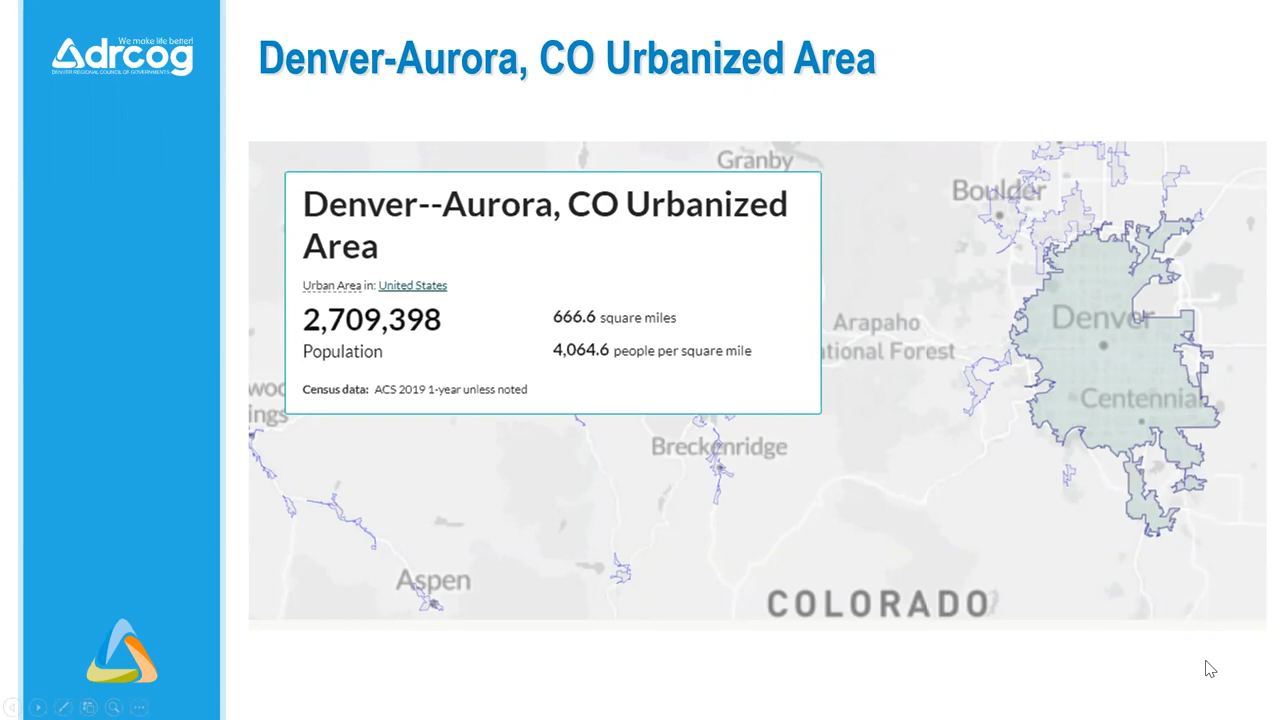 We make life better!
drcog
DENVER REGIONAL COUNCIL OF GOVERNMENTS
Denver-Aurora, CO Urbanized Area
Granby
Boulder
Denver--Aurora, CO Urbanized
Area
Urban Area in: United States
2,709,398
Population
666.6 square miles
4,064.6 people per square mile
Census data: ACS 2019 1-year unless noted
Denver
Arapaho
National Forest
Centennial
Breckenridge
Aspen
COLORADO